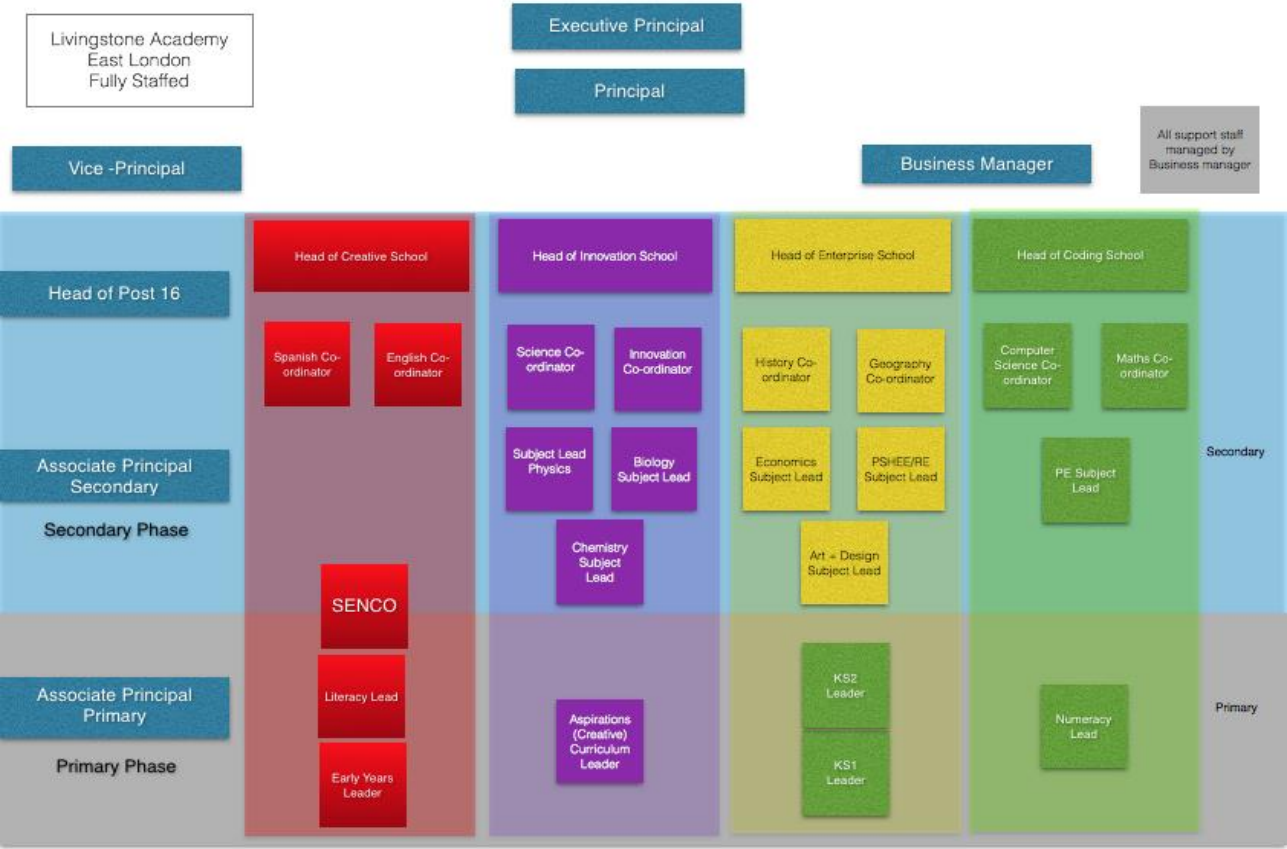 Livingstone Academy
East London
Fully Staffed
Executive Principal
Principal
Vice -Principal
Business Manager
All support staff
managed by
Business manager
Head of Creative School
Head of Innovation School
Head of Enterprise School
Head of Coding School
Head of Post 16
Spanish Co-
ordinator
English Co-
ordinator
Science Co-
ordinator
Innovation
Co-ordinator
History Co-
ordinator
Geography
Co-ordinator
Computer
Science Co-
ordinator
Maths Co-
ordinator
Associate Principal
Secondary
Secondary Phase
Subject Lead
Physics
Biology
Subject Lead
Economics
Subject Lead
PSHEE/RE
Subject Lead
PE Subject
Lead
Secondary
Chemistry
Subject
Lead
Art + Design
Subject Lead
SENCO
Associate Principal
Primary
Primary Phase
Literacy Lead
Early Years
Leader
Aspirations
(Creative)
Curriculum
Leader
KS2
Leader
KS1
Leader
Numeracy
Lead
Primary